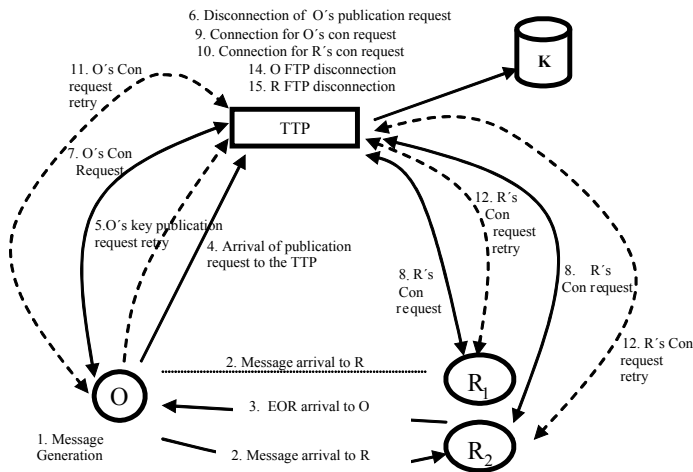 6. Disconnection of O´s publication request
9. Connection for O´s con request
10. Connection for R´s con request
14. O FTP disconnection
15. R FTP disconnection
K
11. O´s Con
request
retry
TTP
7. O´s Con
Request
5.O´s key publication
request retry
4. Arrival of publication
request to the TTP
12. R´s
Con
request
retry
8. R´s
Con
request
8. R´s
Con request
12. R´s Con
request
retry
2. Message arrival to R
O
R1
3. EOR arrival to O
R2
1. Message
Generation
2. Message arrival to R